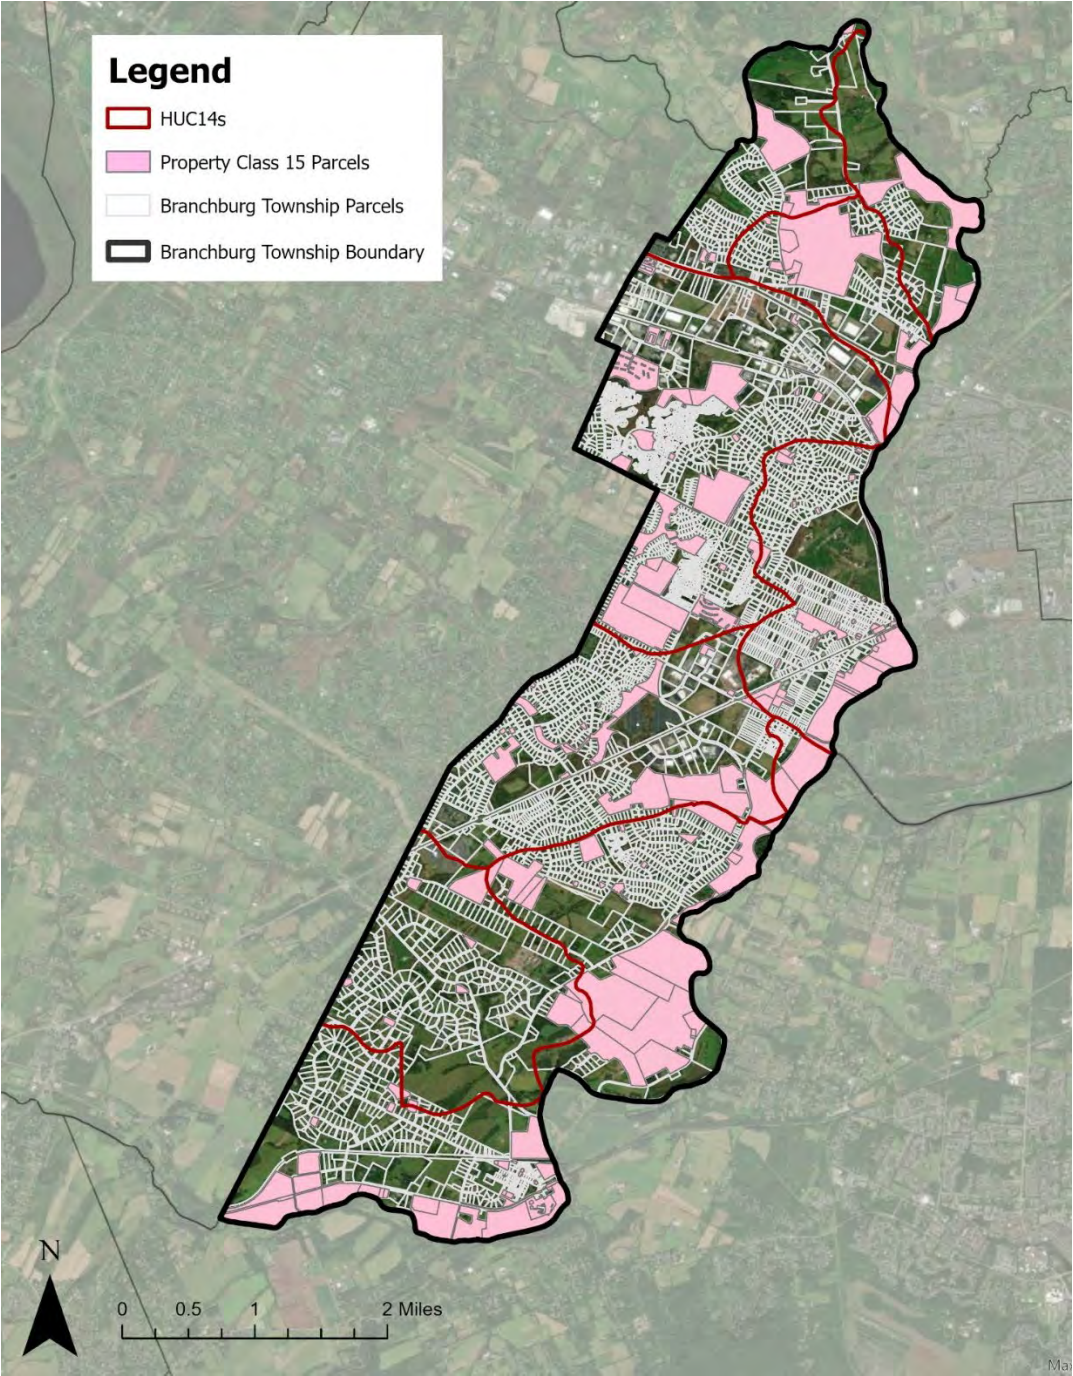 Legend
HUC14s
Property Class 15 Parcels
Branchburg Township Parcels
Branchburg Township Boundary
N
0 0.5 1 2 Miles